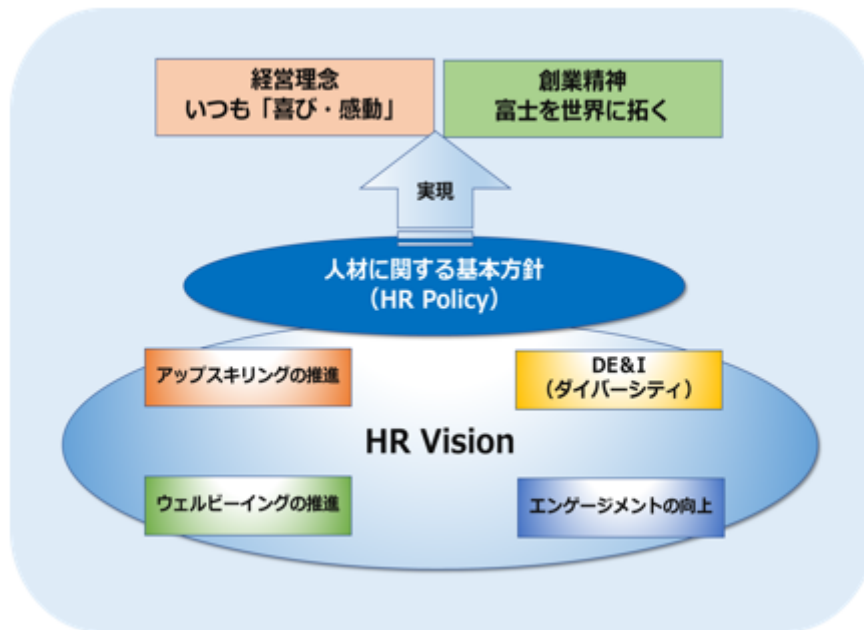 経営理念
いつも「喜び・感動」
創業精神
富士を世界に拓く
実現
人材に関する基本方針
（HR Policy）
アップスキリングの推進
DE&I
（ダイバーシティ）
HR Vision
ウェルビーイングの推進
エンゲージメントの向上